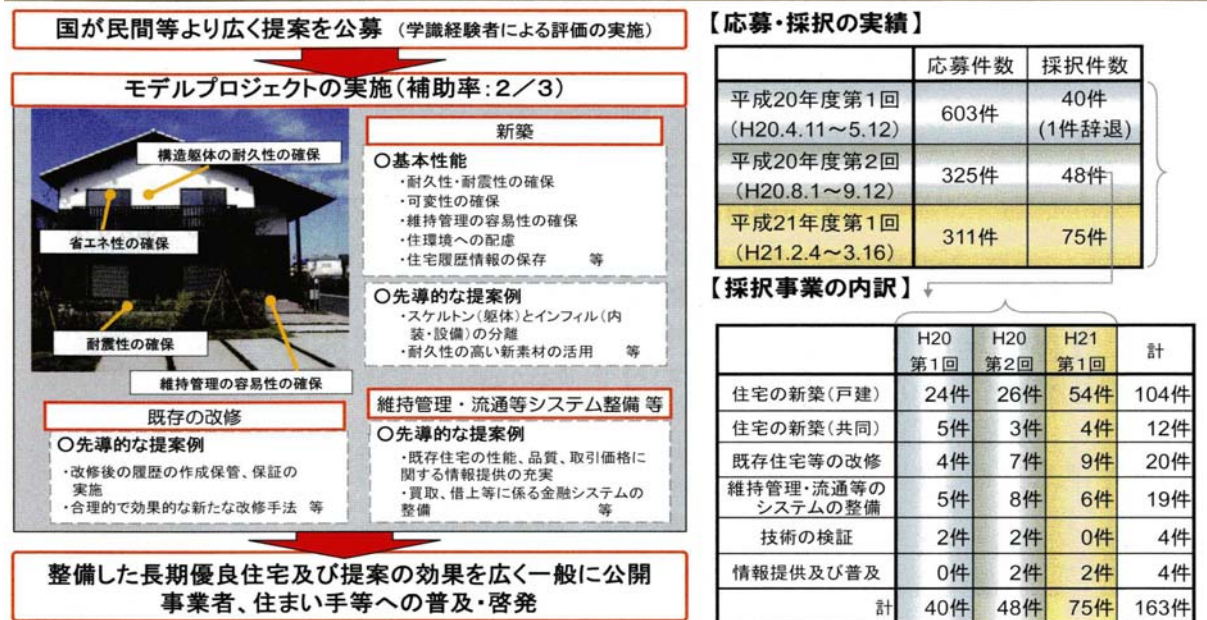 国が民間等より広く提案を公募（学識経験者による評価の実施）
モデルプロジェクトの実施(補助率:2／3)
構造躯体の耐久性の確保
省エネ性の確保
耐震性の確保
維持管理の容易性の確保
新築
○基本性能
・耐久性・耐震性の確保
・可変性の確保
・維持管理の容易性の確保
・住環境への配慮
・住宅履歴情報の保存　等
○先導的な提案例
・スケルトン(躯体)とインフィル(内
装・設備)の分離
・耐久性の高い新素材の活用　等
既存の改修
○先導的な提案例
・改修後の履歴の作成保管、保証の
実施
・合理的で効果的な新たな改修手法　等
維持管理・流通等システム整備 等
○先導的な提案例
・既存住宅の性能、品質、取引価格に
関する情報提供の充実
・買取、借上等に係る金融システムの
整備　等
整備した長期優良住宅及び提案の効果を広く一般に公開
事業者、住まい手等への普及・啓発
【応募・採択の実績】
応募件数 採択件数
平成20年度第1回 603件 40件
(H20.4.11～5.12) (1件辞退)
平成20年度第2回 325件 48件
(H20.8.1～9.12)
平成21年度第1回 311件 75件
(H21.2.4～3.16)
【採択事業の内訳】
H20 H20 H21 計
第1回 第2回 第1回
住宅の新築(戸建) 24件 26件 54件 104件
住宅の新築(共同) 5件 3件 4件 12件
既存住宅等の改修 4件 7件 9件 20件
維持管理・流通等の
システムの整備 5件 8件 6件 19件
技術の検証 2件 2件 0件 4件
情報提供及び普及 0件 2件 2件 4件
計 40件 48件 75件 163件